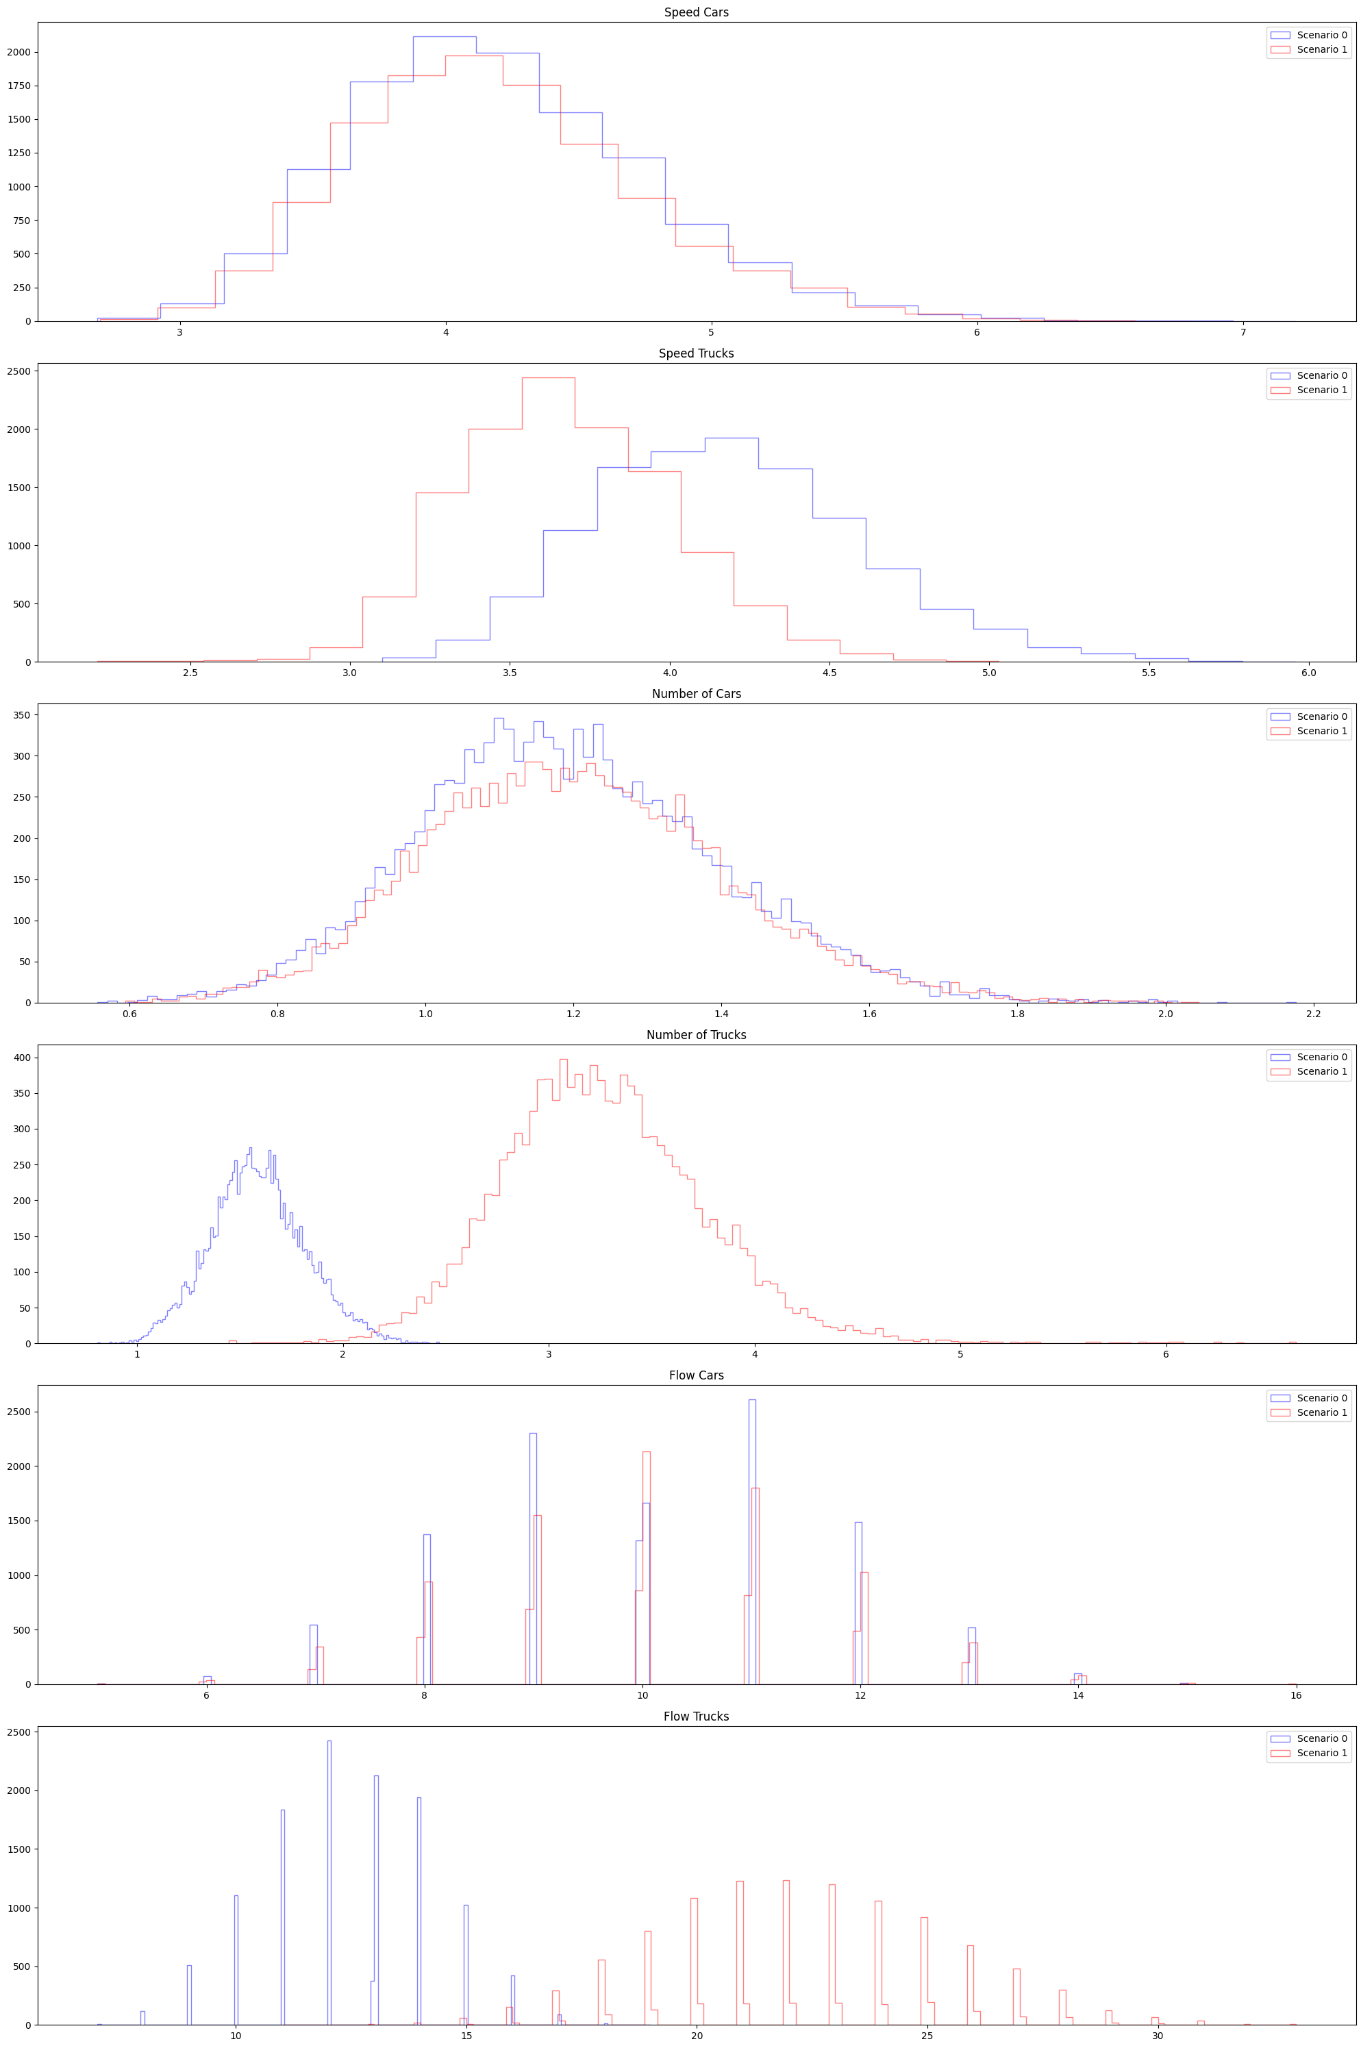 Speed Cars
Scenario 0
Scenario 1
2000
1750
1500
1250
1000
750
500
250
0
3 4 5 6 7
Speed Trucks
Scenario 0
Scenario 1
2500
2000
1500
1000
500
0
2.5 3.0 3.5 4.0 4.5 5.0 5.5 6.0
Number of Cars
Scenario 0
Scenario 1
350
300
250
200
150
100
50
0
0.6 0.8 1.0 1.2 1.4 1.6 1.8 2.0 2.2
Number of Trucks
Scenario 0
Scenario 1
400
350
300
250
200
150
100
50
0
1 2 3 4 5 6
Flow Cars
Scenario 0
Scenario 1
2500
2000
1500
1000
500
0
6 8 10 12 14 16
Flow Trucks
Scenario 0
Scenario 1
2500
2000
1500
1000
500
0
10 15 20 25 30